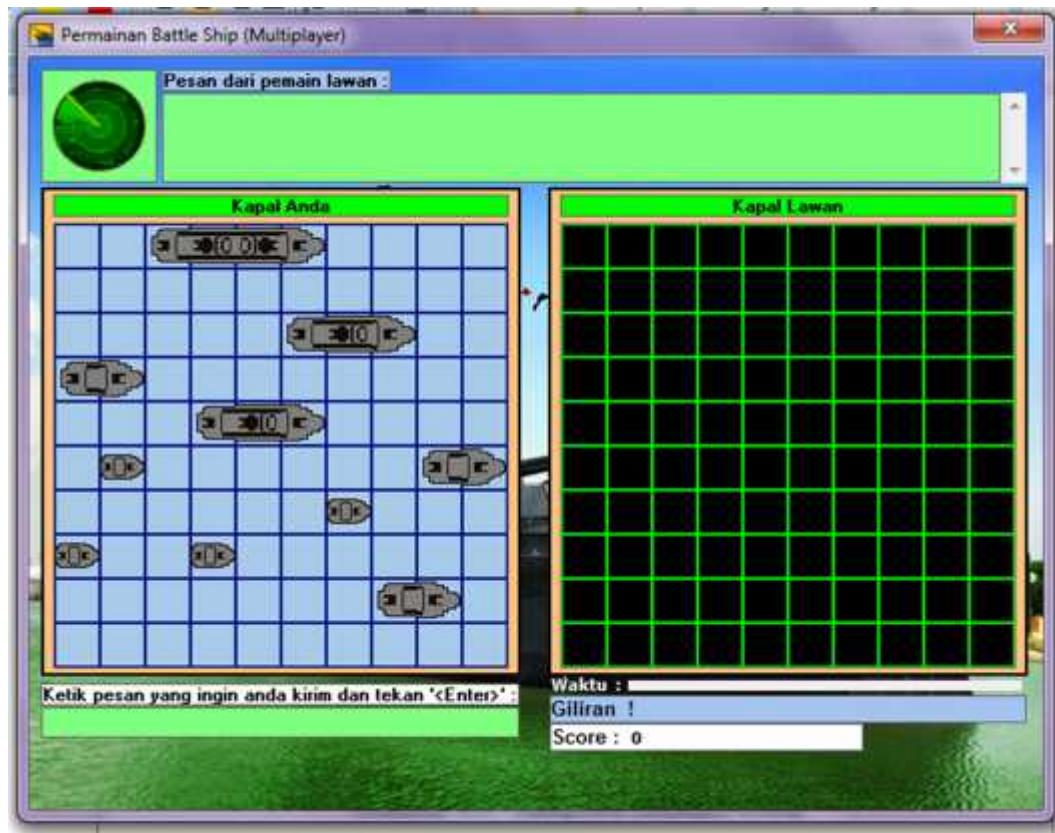 Permainan Battle Ship (Multiplayer)
Pesan dari pemain lawan :
Kapal Anda
Kapal Lawan
Ketik pesan yang ingin anda kirim dan tekan '<Enter>' :
Waktu :
Giliran !
Score : 0